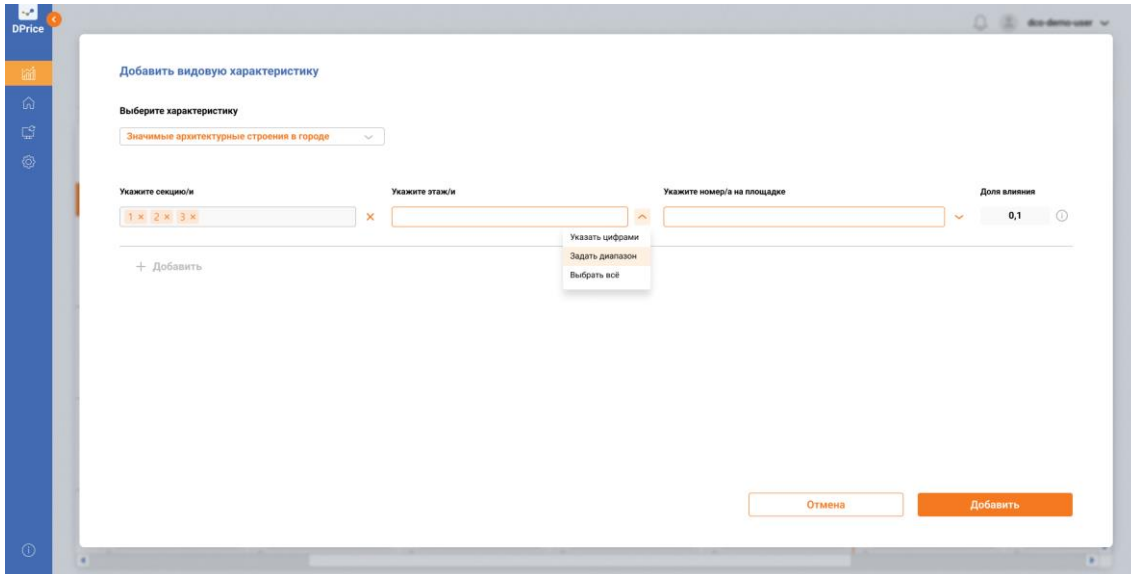 DPrice
dco-demo-user
Добавить видовую характеристику
Выберите характеристику
Значимые архитектурные строения в городе
Укажите секцию/и
Укажите этаж/и
Укажите номер/а на площадке
Доля влияния
1 × 2 × 3 ×
0,1
Указать цифрами
Задать диапазон
Выбрать всё
+ Добавить
Отмена
Добавить